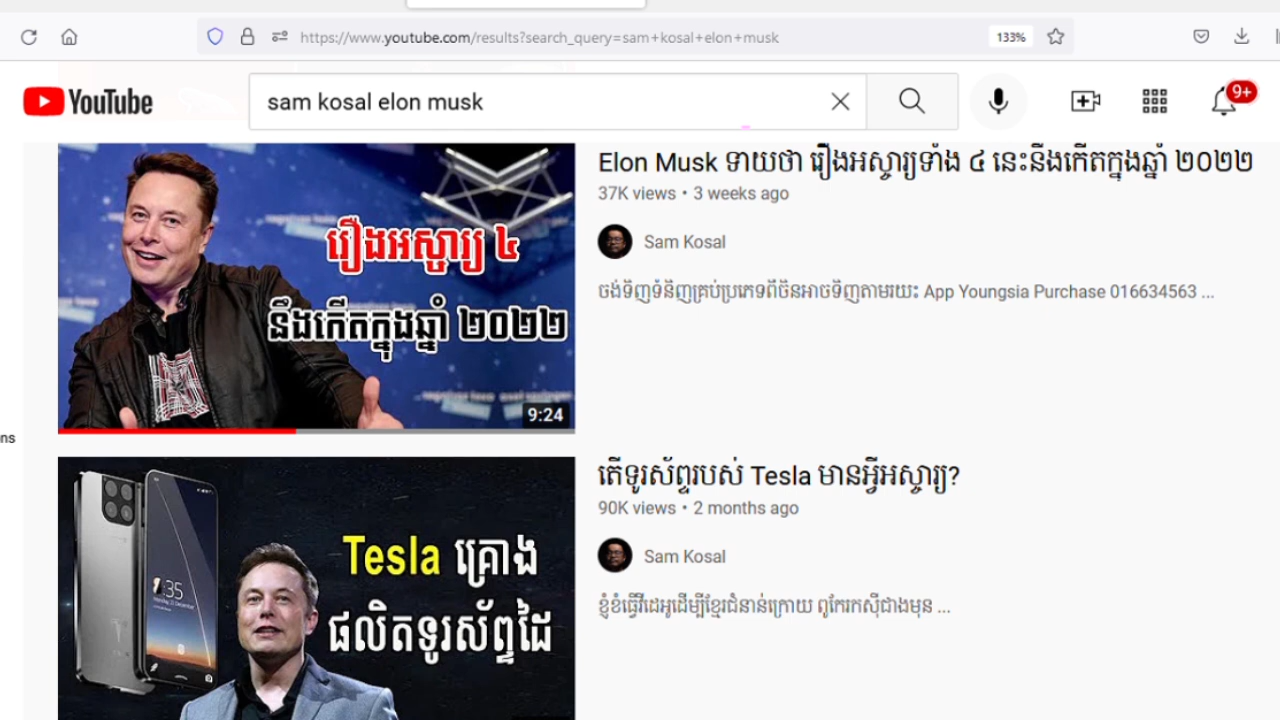 https://www.youtube.com/results?search_query=sam+kosal+elon+musk
133%
YouTube
sam kosal elon musk
9+
Elon Musk ទាយថា រឿងអស្ចារ្យទាំង ៤ នេះនឹងកើតក្នុងឆ្នាំ ២០២២
37K views • 3 weeks ago
Sam Kosal
ចង់ទិញទំនិញគ្រប់ប្រភេទពីចិនអាចទិញតាមរយះ App Youngsia Purchase 016634563 ...
រឿងអស្ចារ្យ ៤
នឹងកើតក្នុងឆ្នាំ ២០២២
9:24
ns
តើទូរស័ព្ទរបស់ Tesla មានអ្វីអស្ចារ្យ?
90K views • 2 months ago
Sam Kosal
ខ្ញុំខំធ្វើវីដេអូដើម្បីខ្មែរជំនាន់ក្រោយ ពូកែរកស៊ីជាងមុន ...
Tesla គ្រោង
ផលិតទូរស័ព្ទដៃ